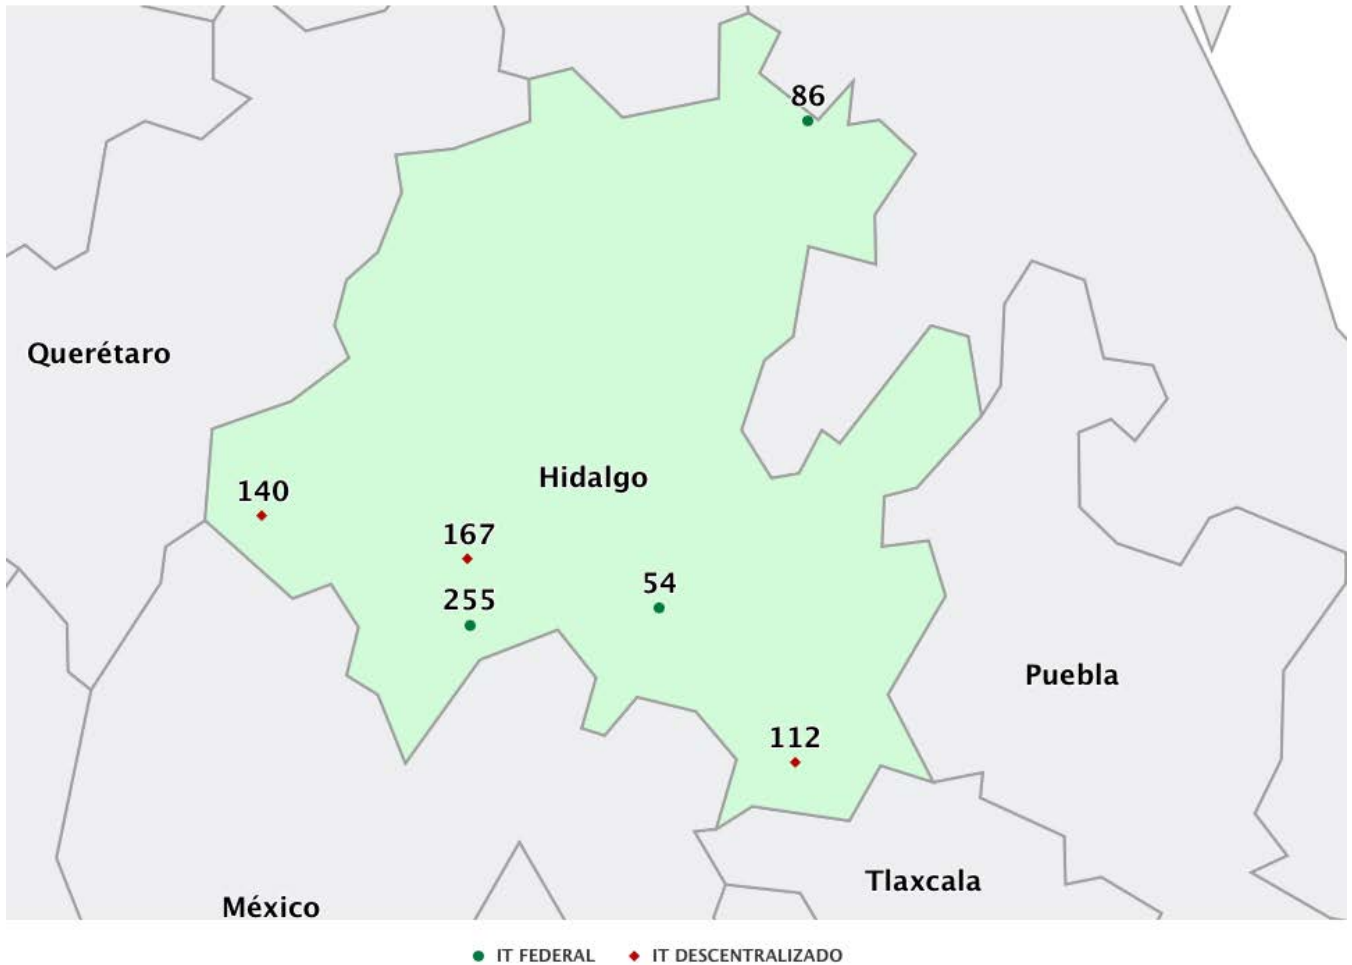 86
Querétaro
Hidalgo
140
167
54
255
Puebla
112
Tlaxcala
México
IT FEDERAL IT DESCENTRALIZADO